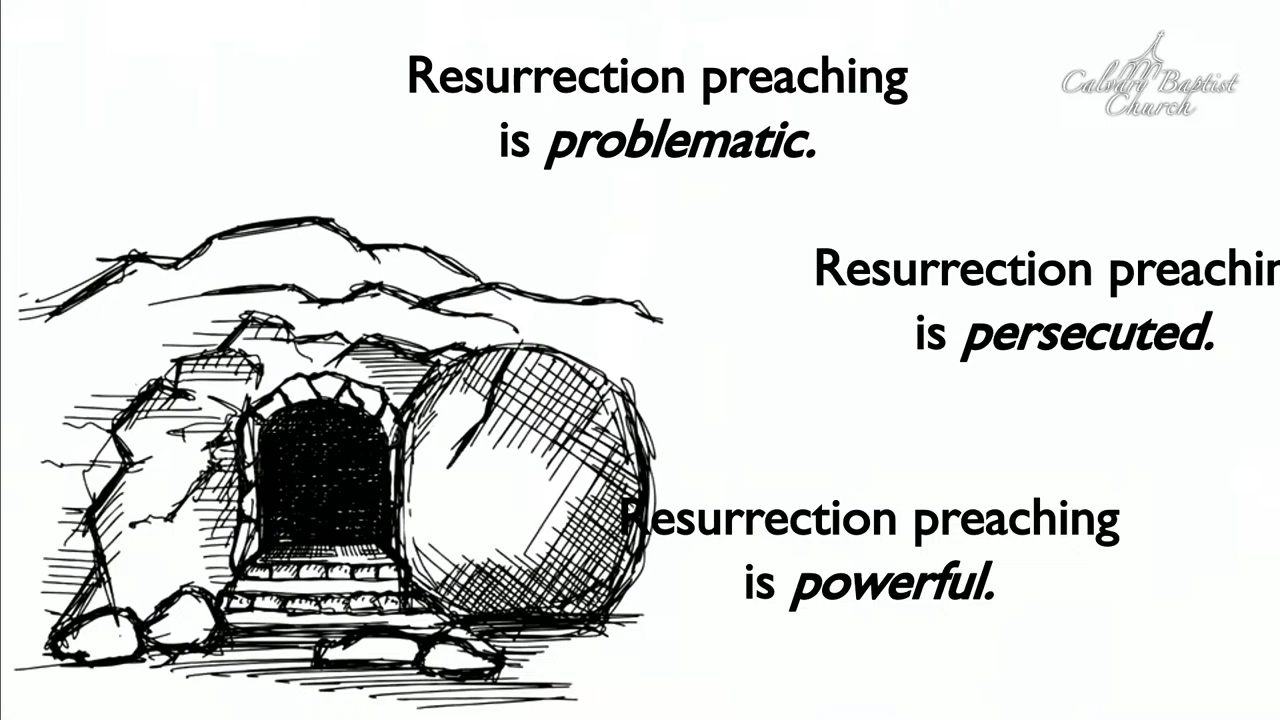 Resurrection preaching
is problematic.
Calvary Baptist
Church
Resurrection preachin
is persecuted.
Resurrection preaching
is powerful.